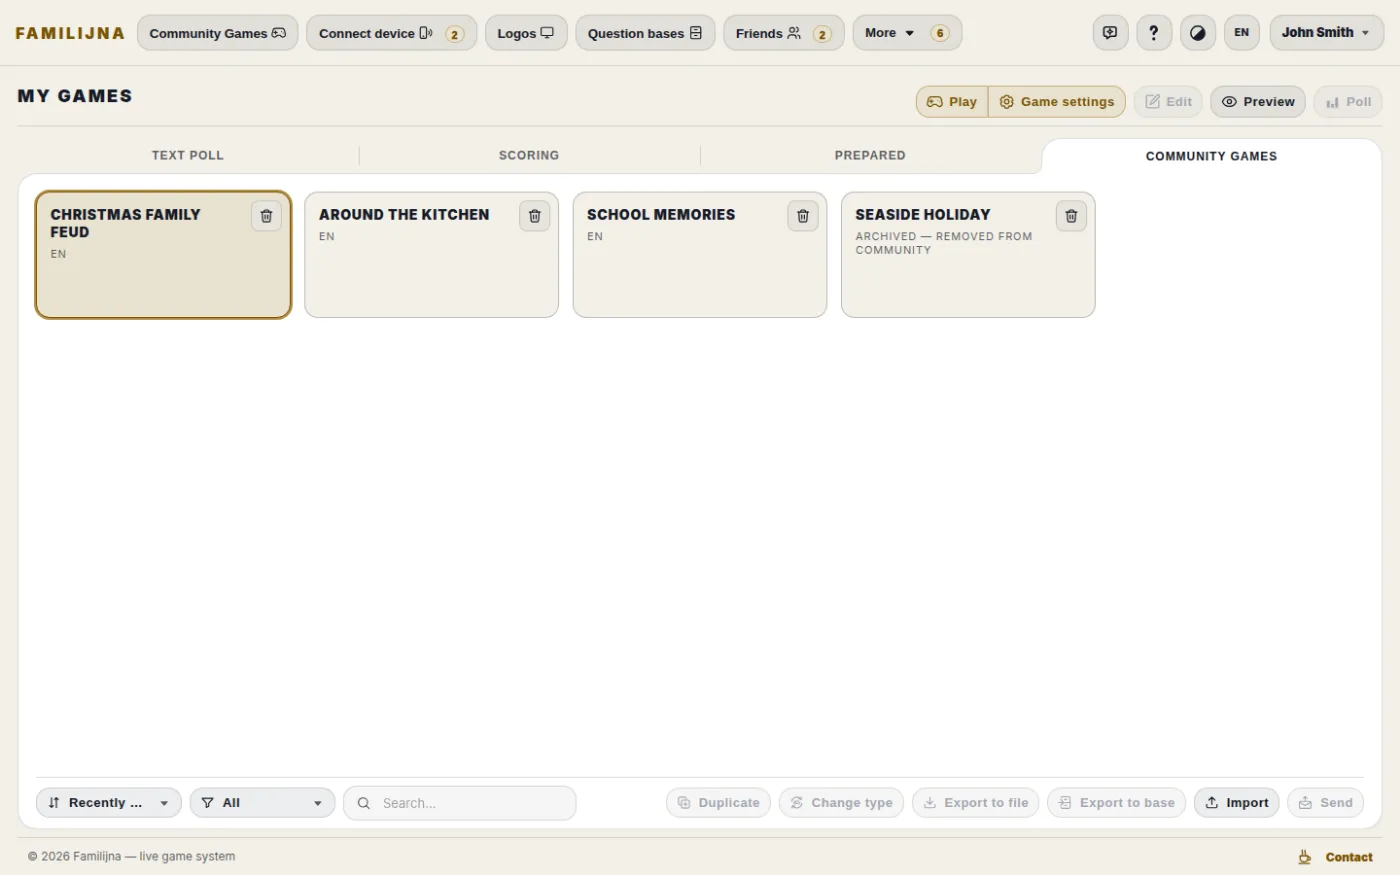 FAMILIJNA
Community Games
Connect device 2
Logos
Question bases
Friends 2
More 6
?
EN
John Smith
MY GAMES
Play
Game settings
Edit
Preview
Poll
TEXT POLL
SCORING
PREPARED
COMMUNITY GAMES
CHRISTMAS FAMILY
FEUD
EN
AROUND THE KITCHEN
EN
SCHOOL MEMORIES
EN
SEASIDE HOLIDAY
ARCHIVED — REMOVED FROM
COMMUNITY
Recently ...
All
Search...
Duplicate
Change type
Export to file
Export to base
Import
Send
© 2026 Familijna — live game system
Contact